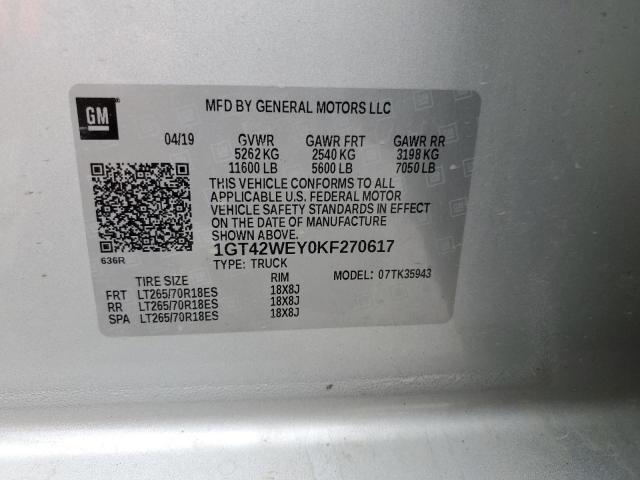 GM
MFD BY GENERAL MOTORS LLC
04/19 GVWR GAWR FRT GAWR RR
5262 KG 2540 KG 3198 KG
11600 LB 5600 LB 7050 LB
THIS VEHICLE CONFORMS TO ALL
APPLICABLE U.S. FEDERAL MOTOR
VEHICLE SAFETY STANDARDS IN EFFECT
ON THE DATE OF MANUFACTURE
SHOWN ABOVE.
636R
1GT42WEY0KF270617
TYPE: TRUCK
TIRE SIZE RIM MODEL: 07TK35943
FRT LT265/70R18ES 18X8J
RR LT265/70R18ES 18X8J
SPA LT265/70R18ES 18X8J